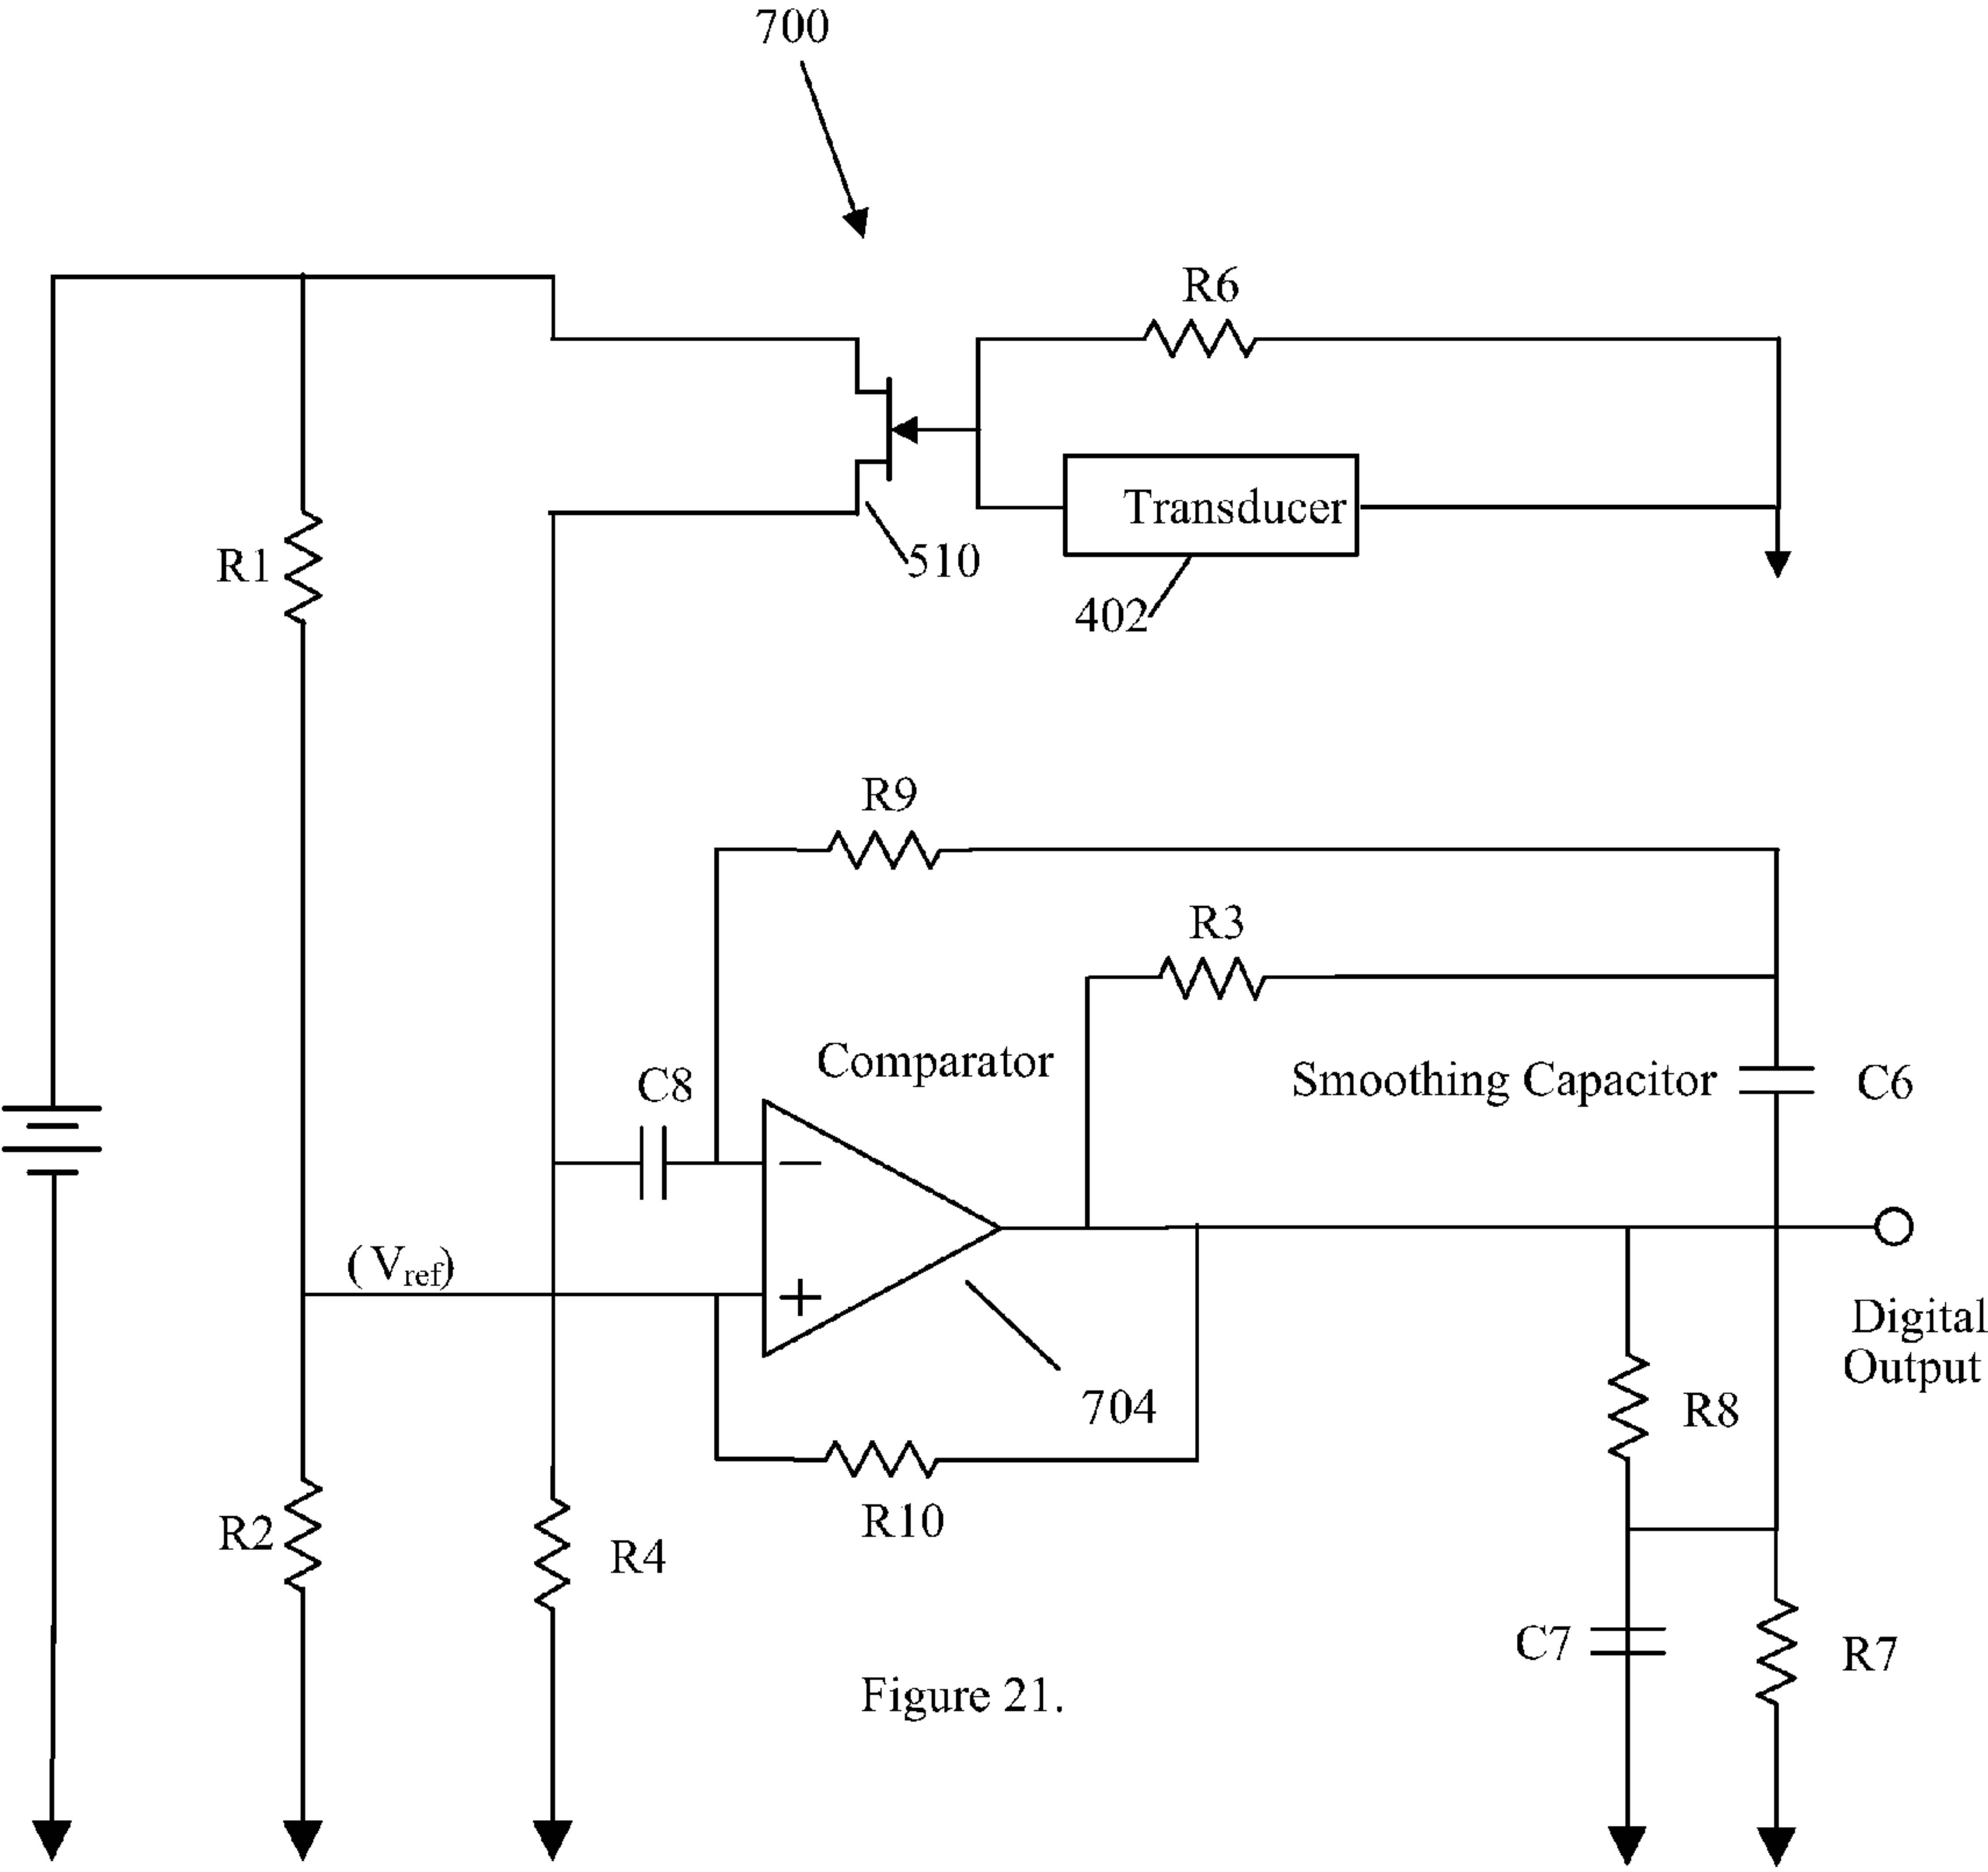 700
R6
Transducer
R1
510
402
R9
R3
Comparator
Smoothing Capacitor
C6
C8
−
(Vref)
+
Digital
Output
704
R8
R10
R2
R4
C7
R7
Figure 21.